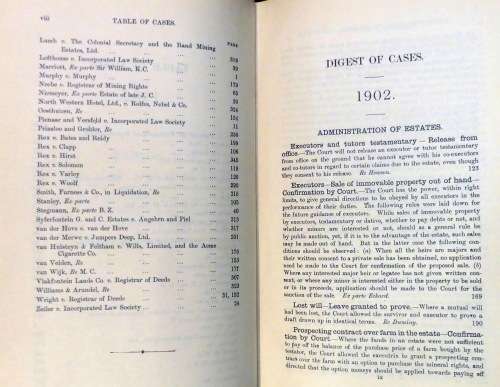 viii TABLE OF CASES.
PAGE
Lamb v. The Colonial Secretary and the Rand Mining
Estates, Ltd.
Lofthouse v. Incorporated Law Society
Marriott, Ex parte Sir William, K.C.
Murphy v. Murphy 1
Neebe v. Registrar of Mining Rights
Niemeyer, Ex parte Estate of late J. C.
North Western Hotel, Ltd., v. Rolfes, Nebel & Co.
Oosthuizen, Re
Pienaar and Versfeld v. Incorporated Law Society
Prinsloo and Grobler, Re
Rex v. Bates and Reidy
Rex v. Clapp
Rex v. Hirst
Rex v. Solomon
Rex v. Varley
Rex v. Woolf
Smith, Farmer & Co., in Liquidation, Re
Stanley, Ex parte
Stegmann, Ex parte B. Z.
Syferfontein G. and C. Estates v. Angehrn and Piel
van der Hove v. van der Hove
van der Merwe v. Jumpers Deep, Ltd.
van Hulsteyn & Feltham v. Wills, Limited, and the Acme
Cigarette Co.
van Velden, Re
van Wijk, Re M. C.
Vlakfontein Lands Co. v. Registrar of Deeds
Williams & Arundel, Re
Wright v. Registrar of Deeds
Zeiler v. Incorporated Law Society
DIGEST OF CASES.
1902.
ADMINISTRATION OF ESTATES.
Executors and tutors testamentary — Release from
office.—The Court will not release an executor or tutor testamentary
from office on the ground that he cannot agree with his co-executors
and co-tutors in regard to certain claims due to the estate, even though
they consent to his release. Re 123
Executors—Sale of immovable property out of hand—
Confirmation by Court.—The Court has the power, within right
limits, to give general directions to be obeyed by all executors in the
performance of their duties. The following rules were laid down for
the future guidance of executors. While sales of immovable property
by executors, testamentary or dative, whether to pay debts or not, and
whether minors are interested or not, should as a general rule be
by public auction, yet, if it is to the advantage of the estate, such sales
may be made out of hand. But in the latter case the following
conditions should be observed: (a) When all the heirs are majors and
their written consent to a private sale has been obtained, no application
need be made to the Court for confirmation of the proposed sale. (b)
Where any interested major heir or legatee has not given written consent,
or where any minor is interested either in the property to be sold
or in its proceeds, application should be made to the Court for the
sanction of the sale. Ex parte 169
Lost will—Leave granted to prove.—Where a mutual will
had been lost, the Court allowed the survivor and executor to prove a
draft drawn up in identical terms. Re 190
Prospecting contract over farm in the estate—Confirmation
by Court.—Where the funds in an estate were not sufficient
to pay off the balance of the purchase price of a farm bought by the
testator, the Court allowed the executrix to grant a prospecting
contract over the farm with an option to purchase the mineral rights, and
directed that the option moneys should be applied towards paying off
ix